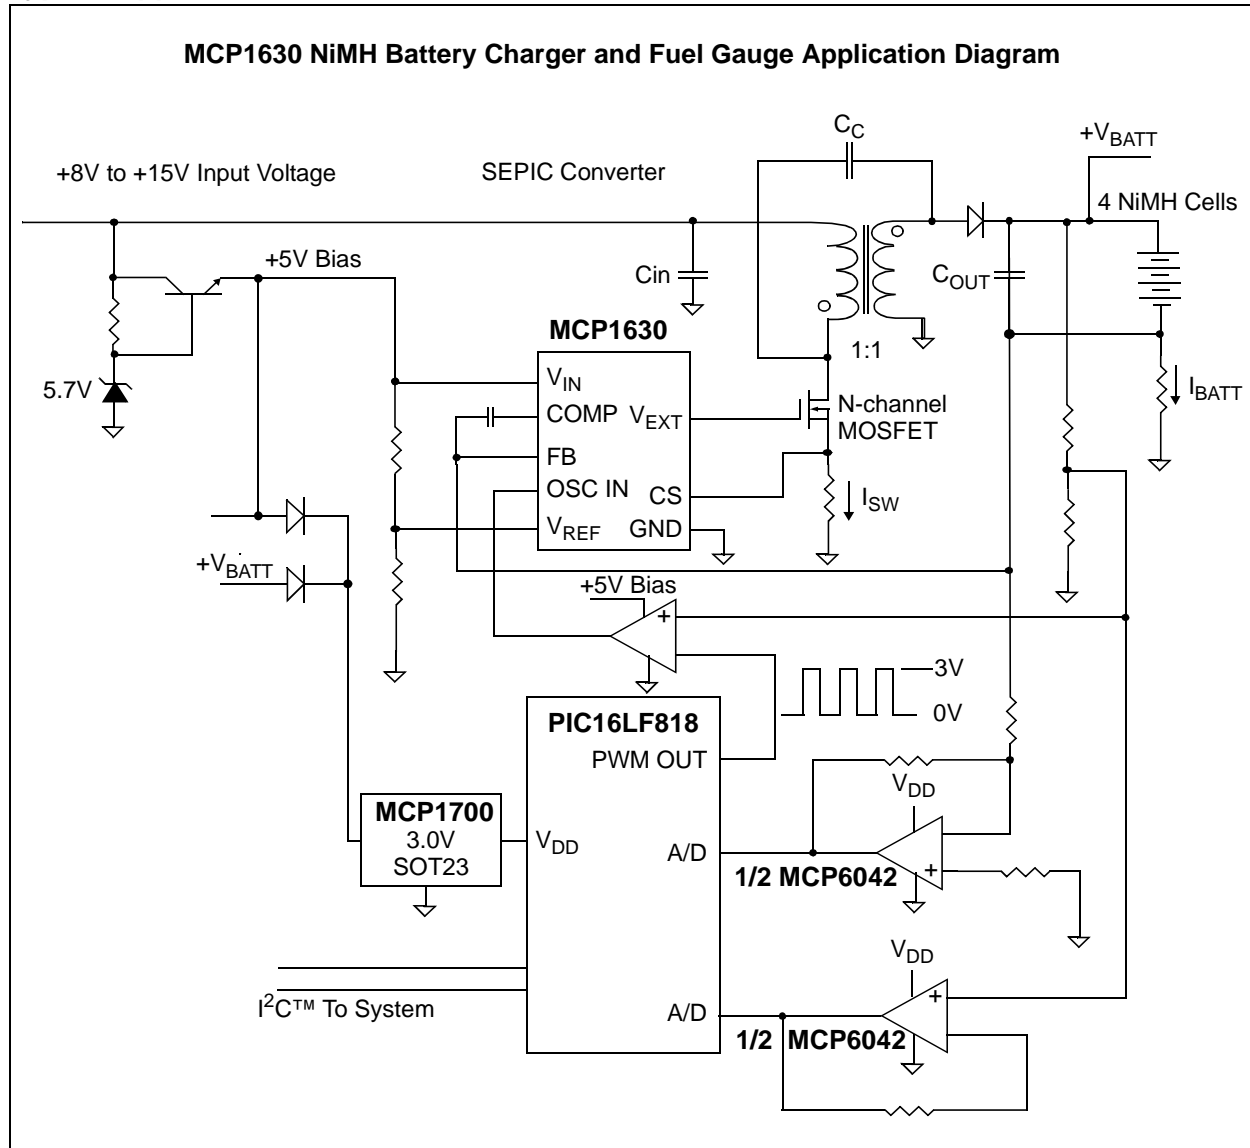 MCP1630 NiMH Battery Charger and Fuel Gauge Application Diagram
C_C
+V_BATT
+8V to +15V Input Voltage
SEPIC Converter
4 NiMH Cells
+5V Bias
Cin
C_OUT
MCP1630
1:1
5.7V
V_IN
I_BATT
COMP
V_EXT
N-channel
MOSFET
FB
OSC IN
CS
I_SW
V_REF
GND
+V_BATT
+5V Bias
+
3V
0V
PIC16LF818
PWM OUT
V_DD
MCP1700
3.0V
SOT23
V_DD
A/D
1/2 MCP6042
+
V_DD
I²C™ To System
A/D
+
1/2 MCP6042